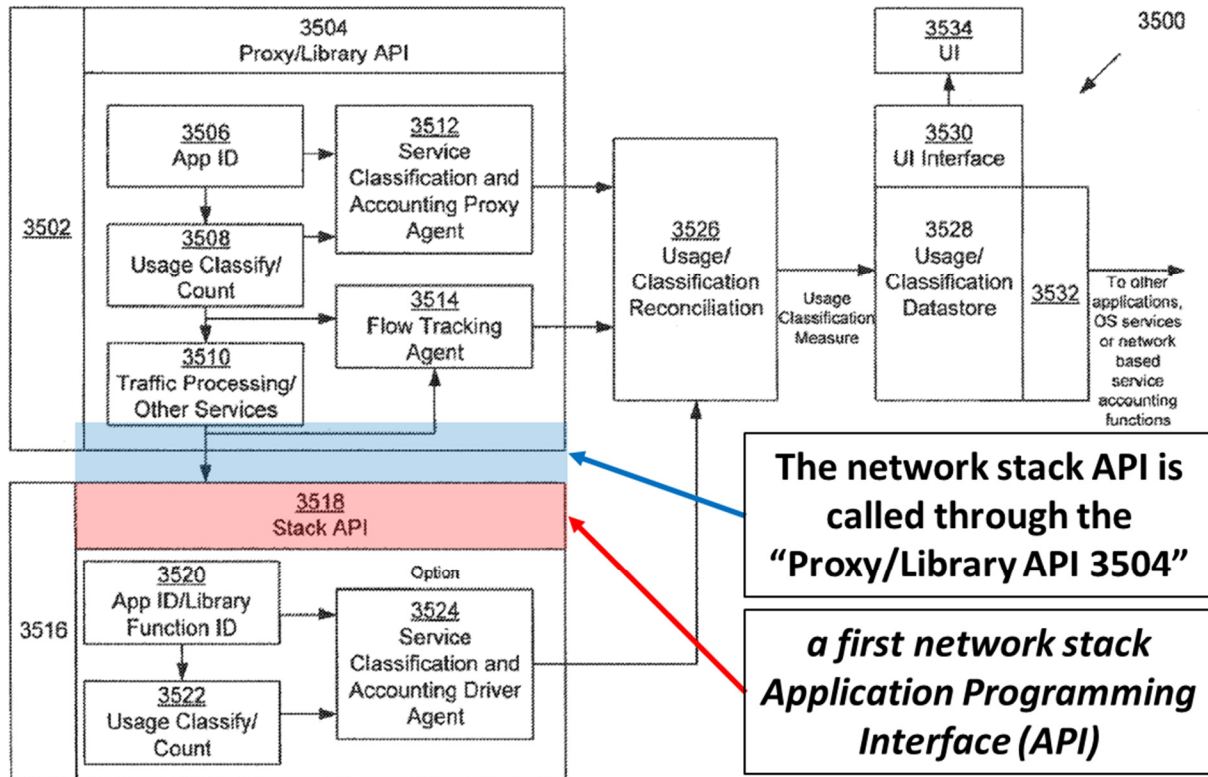 3504
Proxy/Library API
3502
3506
App ID
3512
Service
Classification and
Accounting Proxy
Agent
3508
Usage Classify/
Count
3514
Flow Tracking
Agent
3510
Traffic Processing/
Other Services
3516
3518
Stack API
3520
App ID/Library
Function ID
Option
3524
Service
Classification and
Accounting Driver
Agent
3522
Usage Classify/
Count
3526
Usage/
Classification
Reconciliation
Usage
Classification
Measure
3534
UI
3500
3530
UI Interface
3528
Usage/
Classification
Datastore
3532
To other
applications,
OS services
or network
based
service
accounting
functions
The network stack API is
called through the
“Proxy/Library API 3504”
a first network stack
Application Programming
Interface (API)